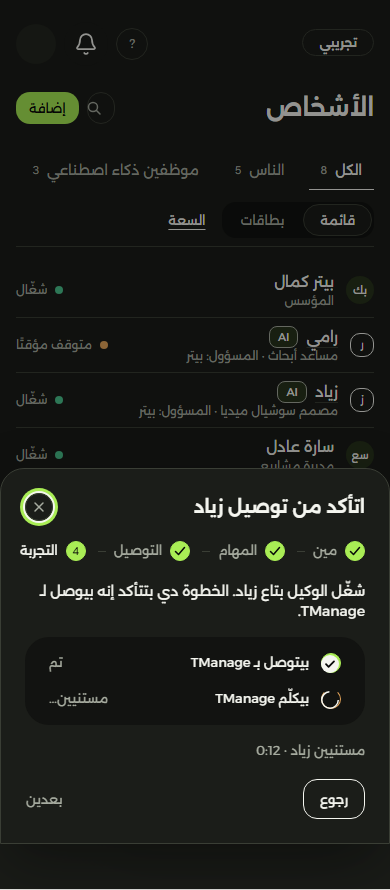 تجريبي
?
الأشخاص
إضافة
الكل 8
الناس 5
موظفين ذكاء اصطناعي 3
قائمة
بطاقات
السعة
بك
بيتر كمال
المؤسس
شغّال
ر
رامي AI
مساعد أبحاث · المسؤول: بيتر
متوقف مؤقتًا
ز
زياد AI
مصمم سوشيال ميديا · المسؤول: بيتر
شغّال
سع
سارة عادل
مديرة مشاريع
شغّال
اتأكد من توصيل زياد
مين
المهام
التوصيل
4 التجربة
شغّل الوكيل بتاع زياد. الخطوة دي بتتأكد إنه بيوصل لـ
TManage.
بيتوصل بـ TManage
تم
بيكلّم TManage
مستنيين...
مستنيين زياد · 0:12
رجوع
بعدين